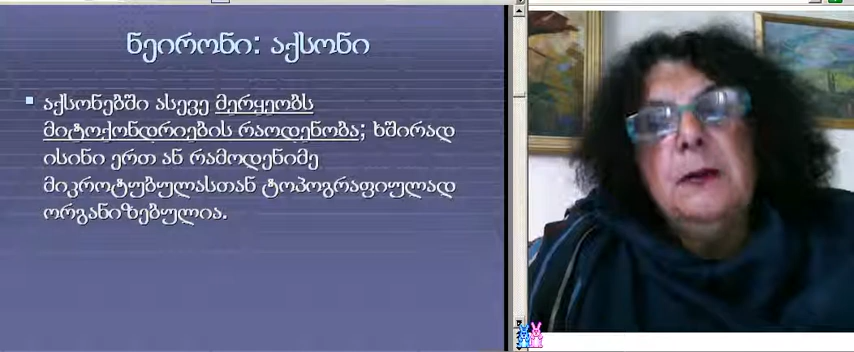 ნეირონი: აქსონი
აქსონებში ასევე მერყეობს
მიტოქონდრიების რაოდენობა; ხშირად
ისინი ერთ ან რამოდენიმე
მიკროტუბულასთან ტოპოგრაფიულად
ორგანიზებულია.